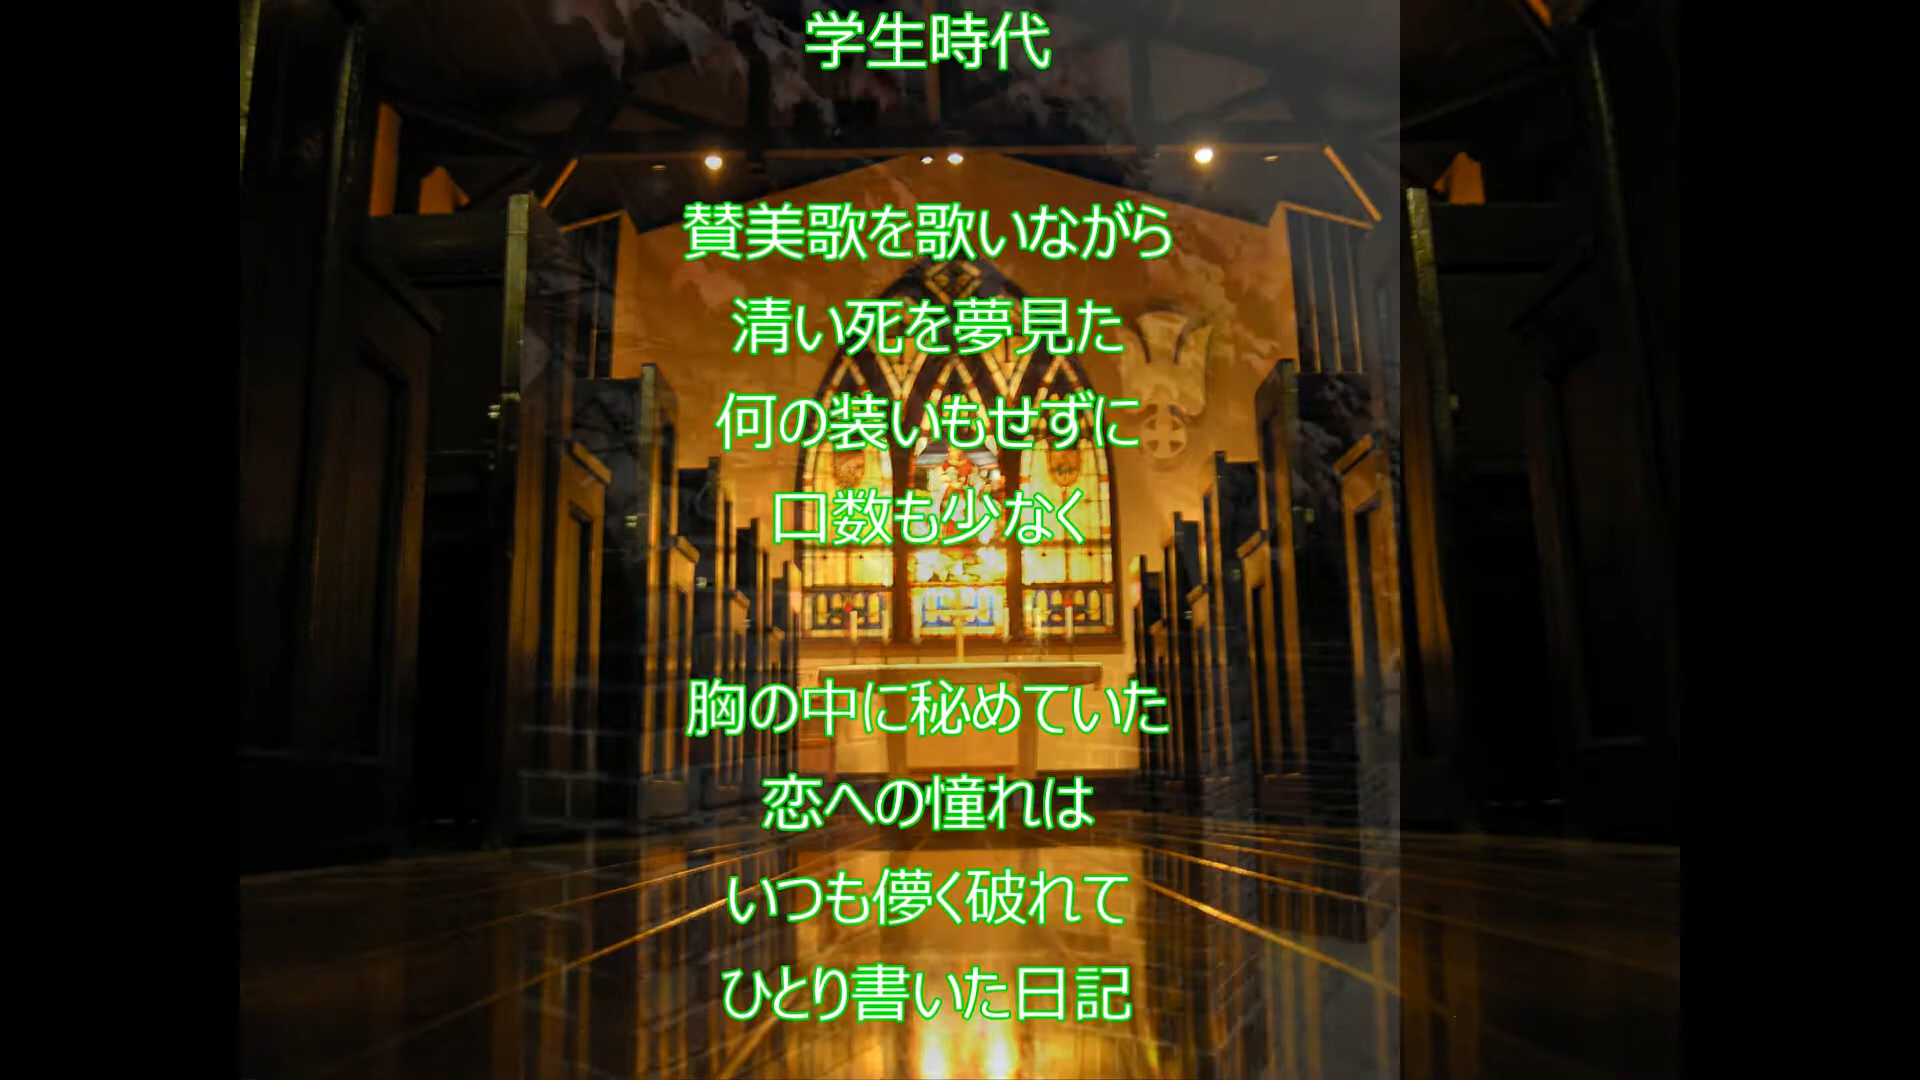 学生時代
賛美歌を歌いながら
清い死を夢見た
何の装いもせずに
口数も少なく
胸の中に秘めていた
恋への憧れは
いつも儚く破れて
ひとり書いた日記